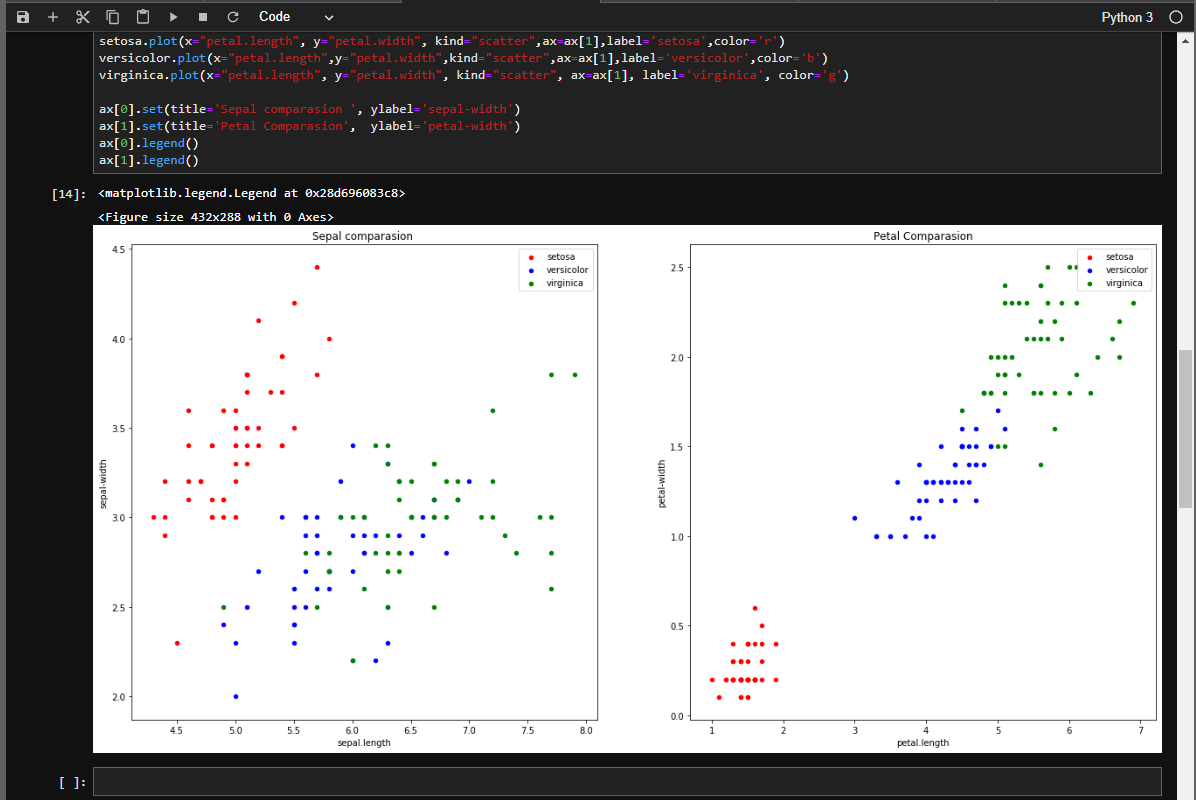 Code
Python 3
setosa.plot(x="petal.length", y="petal.width", kind="scatter",ax=ax[1],label='setosa',color='r')
versicolor.plot(x="petal.length",y="petal.width",kind="scatter",ax=ax[1],label='versicolor',color='b')
virginica.plot(x="petal.length", y="petal.width", kind="scatter", ax=ax[1], label='virginica', color='g')
ax[0].set(title='Sepal comparasion ', ylabel='sepal-width')
ax[1].set(title='Petal Comparasion',  ylabel='petal-width')
ax[0].legend()
ax[1].legend()
[14]: <matplotlib.legend.Legend at 0x28d696083c8>
<Figure size 432x288 with 0 Axes>
Sepal comparasion
setosa
versicolor
virginica
4.5
4.0
3.5
3.0
2.5
2.0
sepal-width
4.5 5.0 5.5 6.0 6.5 7.0 7.5 8.0
sepal.length
Petal Comparasion
setosa
versicolor
virginica
2.5
2.0
1.5
1.0
0.5
0.0
petal-width
1 2 3 4 5 6 7
petal.length
[ ]: